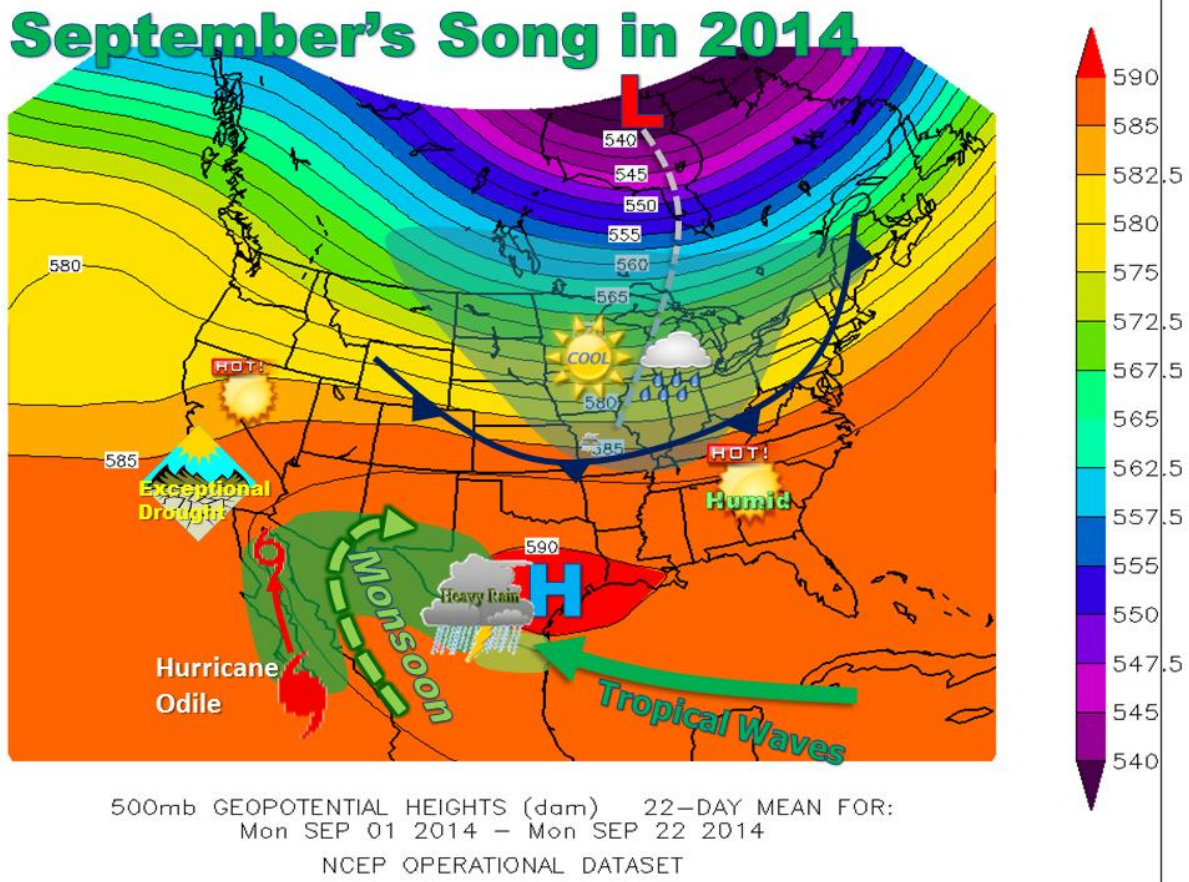 September's Song in 2014
L
540
545
550
555
560
565
580
580
585
585
590
COOL
HOT!
HOT!
Humid
Exceptional
Drought
Monsoon
Heavy Rain
H
Hurricane
Odile
Tropical Waves
590
585
582.5
580
575
572.5
567.5
565
562.5
557.5
555
550
547.5
545
540
500mb GEOPOTENTIAL HEIGHTS (dam) 22-DAY MEAN FOR:
Mon SEP 01 2014 – Mon SEP 22 2014
NCEP OPERATIONAL DATASET